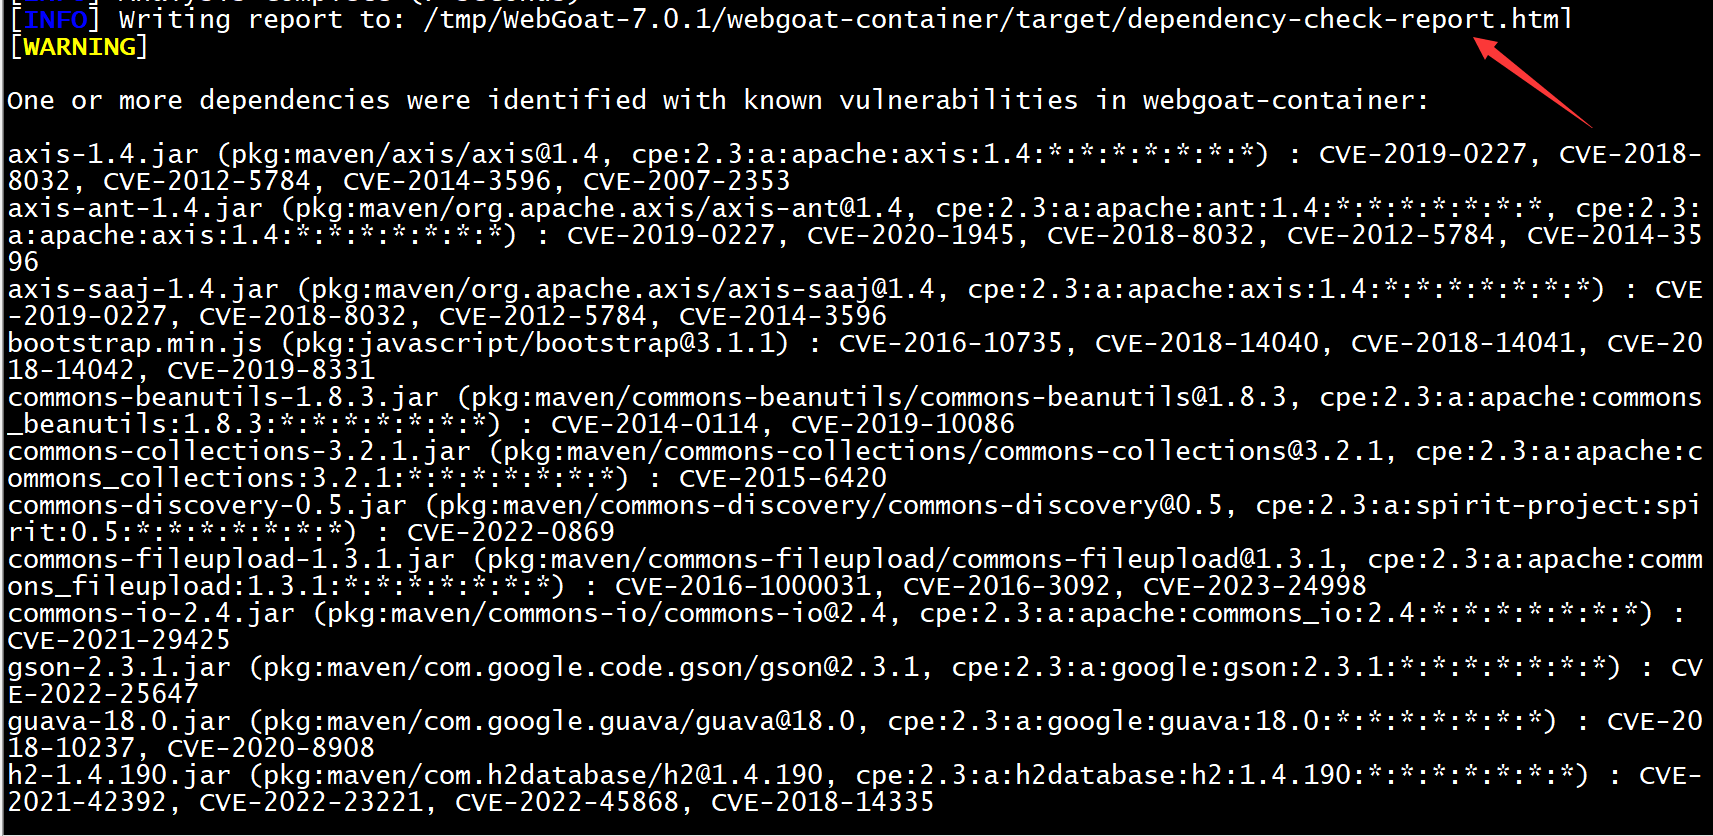 [INFO] Writing report to: /tmp/WebGoat-7.0.1/webgoat-container/target/dependency-check-report.html
[WARNING]
One or more dependencies were identified with known vulnerabilities in webgoat-container:
axis-1.4.jar (pkg:maven/axis/axis@1.4, cpe:2.3:a:apache:axis:1.4:*:*:*:*:*:*:*) : CVE-2019-0227, CVE-2018-
8032, CVE-2012-5784, CVE-2014-3596, CVE-2007-2353
axis-ant-1.4.jar (pkg:maven/org.apache.axis/axis-ant@1.4, cpe:2.3:a:apache:ant:1.4:*:*:*:*:*:*:*, cpe:2.3:
a:apache:axis:1.4:*:*:*:*:*:*:*) : CVE-2019-0227, CVE-2020-1945, CVE-2018-8032, CVE-2012-5784, CVE-2014-35
96
axis-saaj-1.4.jar (pkg:maven/org.apache.axis/axis-saaj@1.4, cpe:2.3:a:apache:axis:1.4:*:*:*:*:*:*:*) : CVE
-2019-0227, CVE-2018-8032, CVE-2012-5784, CVE-2014-3596
bootstrap.min.js (pkg:javascript/bootstrap@3.1.1) : CVE-2016-10735, CVE-2018-14040, CVE-2018-14041, CVE-20
18-14042, CVE-2019-8331
commons-beanutils-1.8.3.jar (pkg:maven/commons-beanutils/commons-beanutils@1.8.3, cpe:2.3:a:apache:commons
_beanutils:1.8.3:*:*:*:*:*:*:*) : CVE-2014-0114, CVE-2019-10086
commons-collections-3.2.1.jar (pkg:maven/commons-collections/commons-collections@3.2.1, cpe:2.3:a:apache:c
ommons_collections:3.2.1:*:*:*:*:*:*:*) : CVE-2015-6420
commons-discovery-0.5.jar (pkg:maven/commons-discovery/commons-discovery@0.5, cpe:2.3:a:spirit-project:spi
rit:0.5:*:*:*:*:*:*:*) : CVE-2022-0869
commons-fileupload-1.3.1.jar (pkg:maven/commons-fileupload/commons-fileupload@1.3.1, cpe:2.3:a:apache:comm
ons_fileupload:1.3.1:*:*:*:*:*:*:*) : CVE-2016-1000031, CVE-2016-3092, CVE-2023-24998
commons-io-2.4.jar (pkg:maven/commons-io/commons-io@2.4, cpe:2.3:a:apache:commons_io:2.4:*:*:*:*:*:*:*) :
CVE-2021-29425
gson-2.3.1.jar (pkg:maven/com.google.code.gson/gson@2.3.1, cpe:2.3:a:google:gson:2.3.1:*:*:*:*:*:*:*) : CV
E-2022-25647
guava-18.0.jar (pkg:maven/com.google.guava/guava@18.0, cpe:2.3:a:google:guava:18.0:*:*:*:*:*:*:*) : CVE-20
18-10237, CVE-2020-8908
h2-1.4.190.jar (pkg:maven/com.h2database/h2@1.4.190, cpe:2.3:a:h2database:h2:1.4.190:*:*:*:*:*:*:*) : CVE-
2021-42392, CVE-2022-23221, CVE-2022-45868, CVE-2018-14335